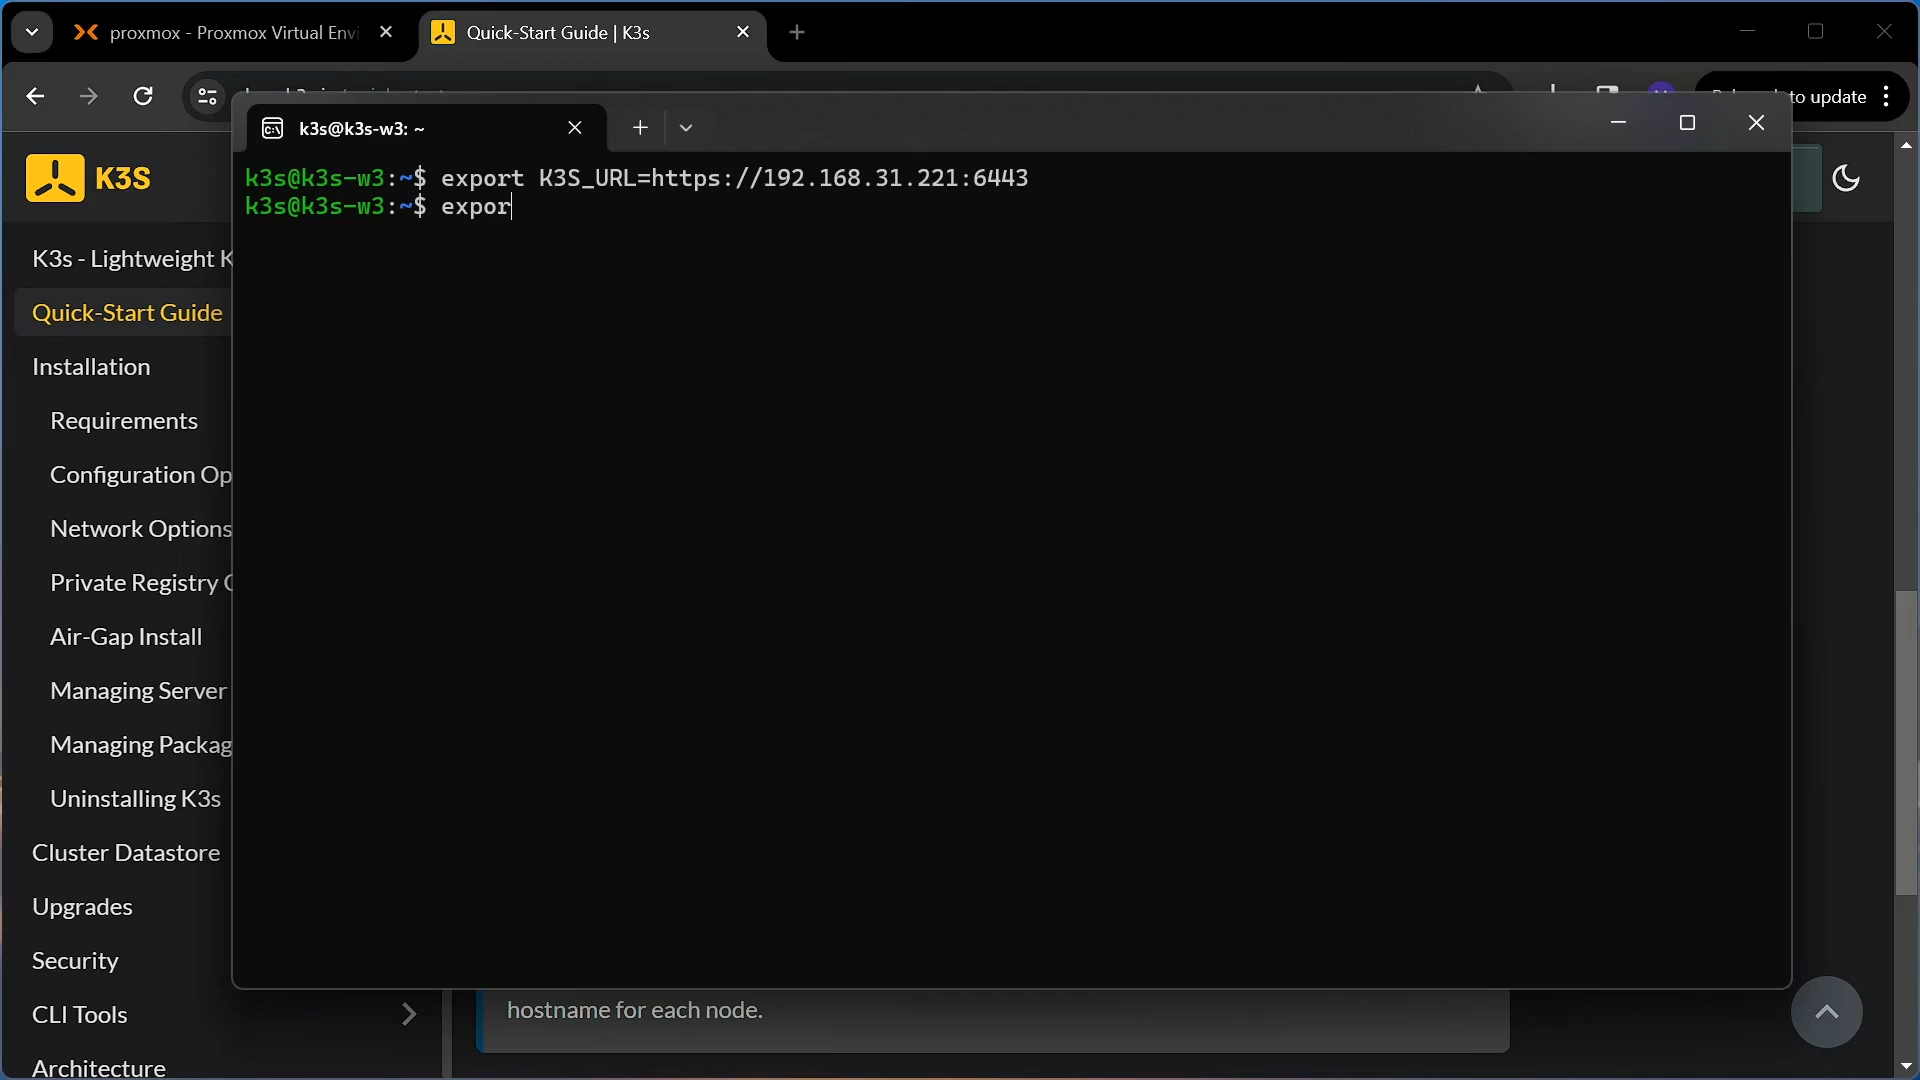 proxmox - Proxmox Virtual Envi
Quick-Start Guide | K3s
to update
k3s@k3s-w3: ~
K3S
k3s@k3s-w3:~$ export K3S_URL=https://192.168.31.221:6443
k3s@k3s-w3:~$ expor
K3s - Lightweight K
Quick-Start Guide
Installation
Requirements
Configuration Op
Network Options
Private Registry C
Air-Gap Install
Managing Server
Managing Packag
Uninstalling K3s
Cluster Datastore
Upgrades
Security
CLI Tools
Architecture
hostname for each node.